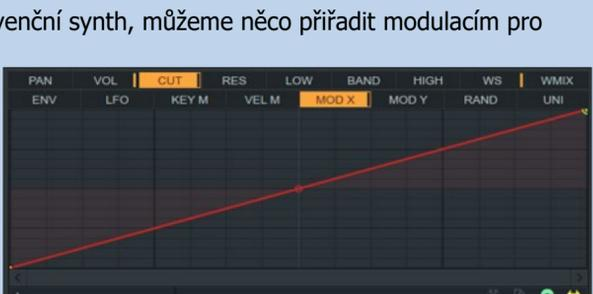 venční synth, můžeme něco přiřadit modulacím pro
PAN VOL CUT RES LOW BAND HIGH WS WMIX
ENV LFO KEY M VEL M MOD X MOD Y RAND UNI